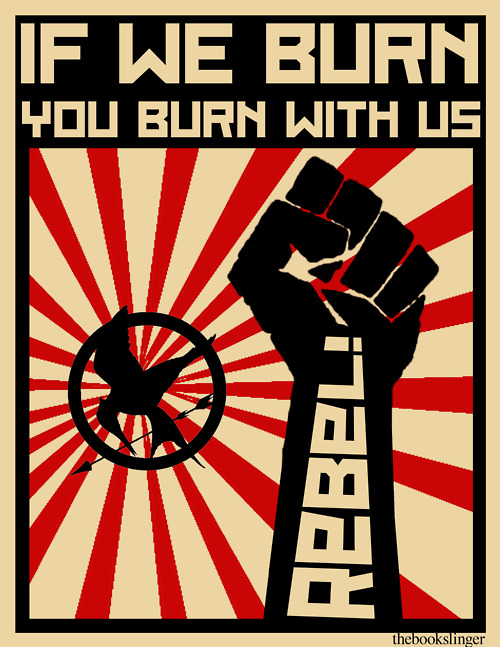 IF WE BURN
YOU BURN WITH US
REBEL!
thebookslinger